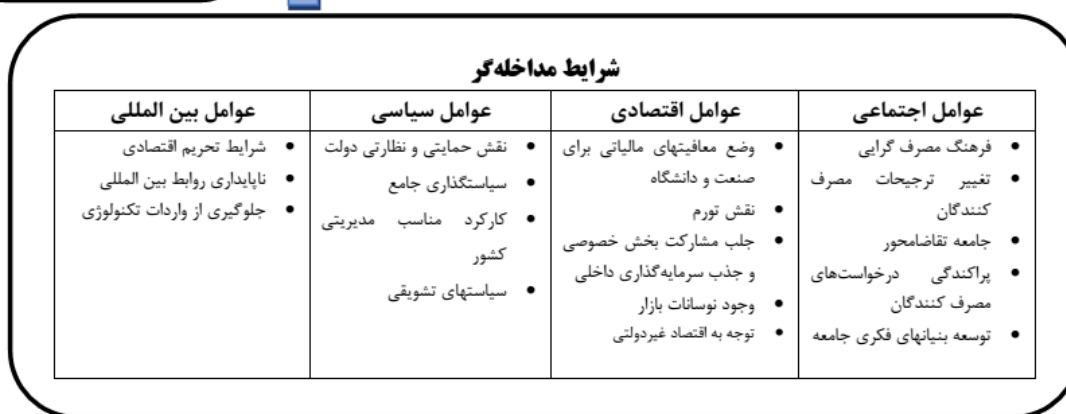 شرایط مداخله‌گر
عوامل اجتماعی
• فرهنگ مصرف گرایی
• تغییر ترجیحات مصرف
کنندگان
• جامعه تقاضامحور
• پراکندگی درخواست‌های
مصرف کنندگان
• توسعه بنیانهای فکری جامعه
عوامل اقتصادی
• وضع معافیتهای مالیاتی برای
صنعت و دانشگاه
• نقش تورم
• جلب مشارکت بخش خصوصی
و جذب سرمایه‌گذاری داخلی
• وجود نوسانات بازار
• توجه به اقتصاد غیردولتی
عوامل سیاسی
• نقش حمایتی و نظارتی دولت
• سیاستگذاری جامع
• کارکرد مناسب مدیریتی
کشور
• سیاستهای تشویقی
عوامل بین المللی
• شرایط تحریم اقتصادی
• ناپایداری روابط بین المللی
• جلوگیری از واردات تکنولوژی